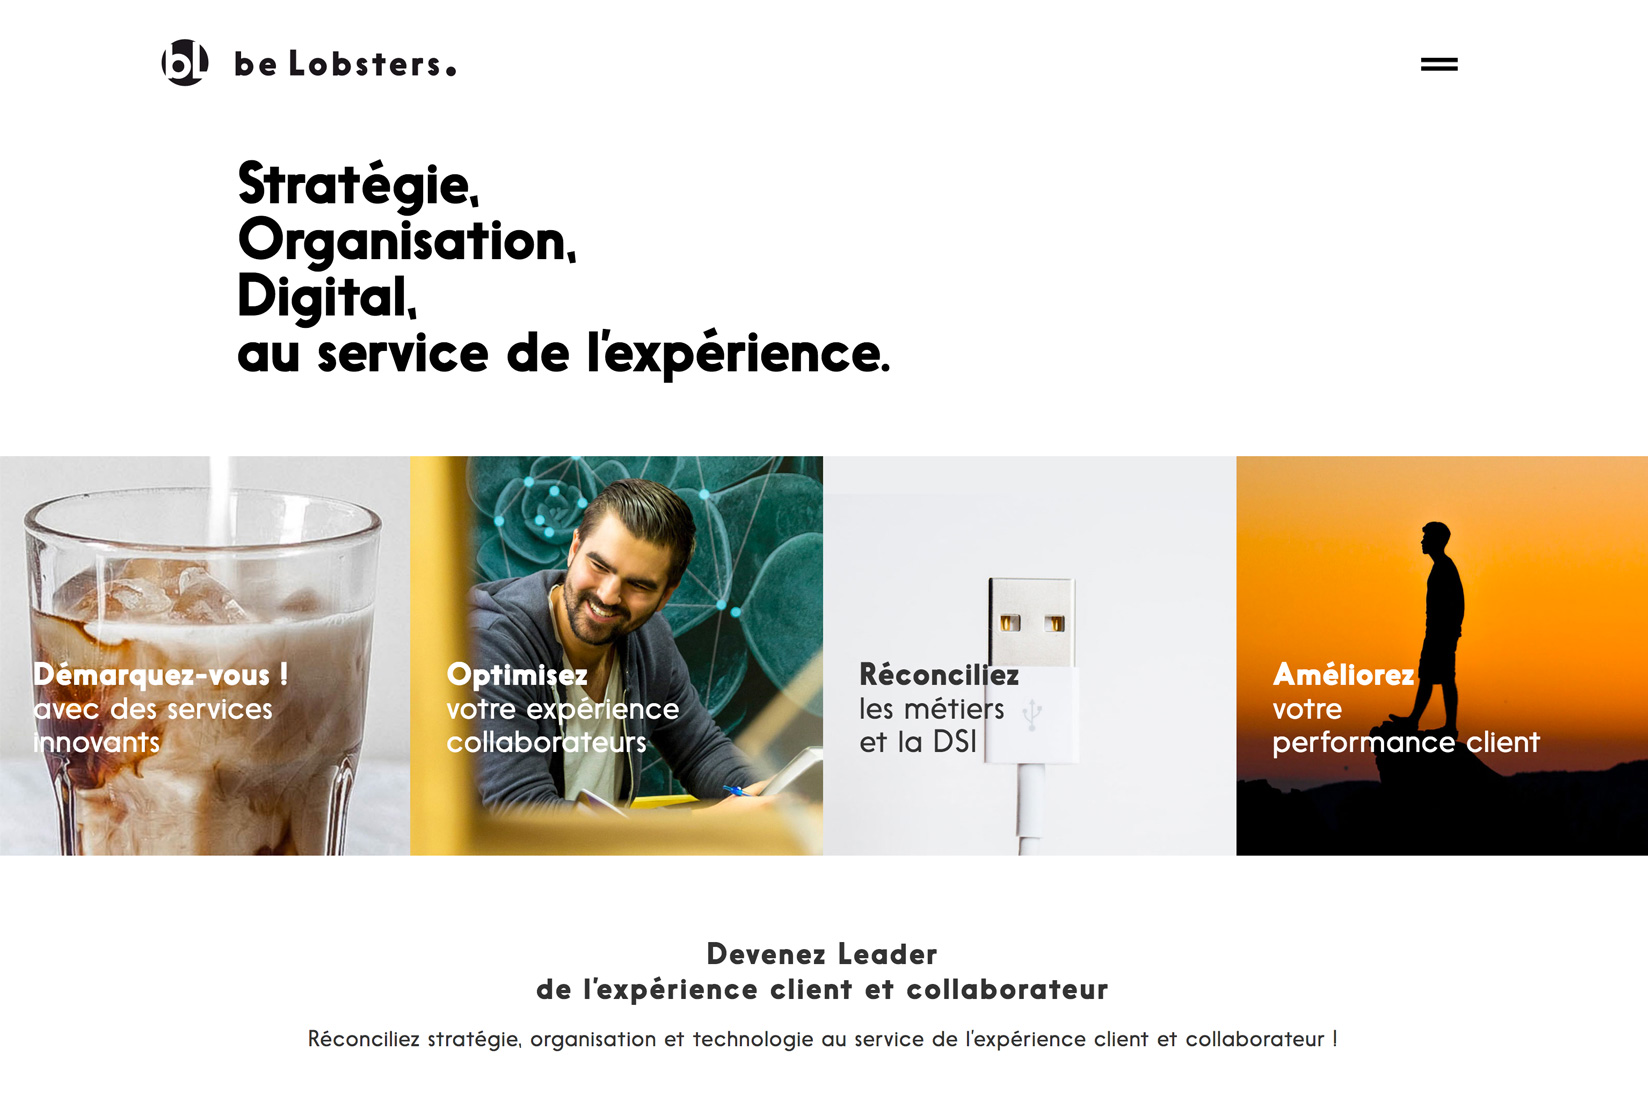 bl be Lobsters.
Stratégie,
Organisation,
Digital,
au service de l'expérience.
Démarquez-vous !
avec des services
innovants
Optimisez
votre expérience
collaborateurs
Réconciliez
les métiers
et la DSI
Améliorez
votre
performance client
Devenez Leader
de l'expérience client et collaborateur
Réconciliez stratégie, organisation et technologie au service de l'expérience client et collaborateur !